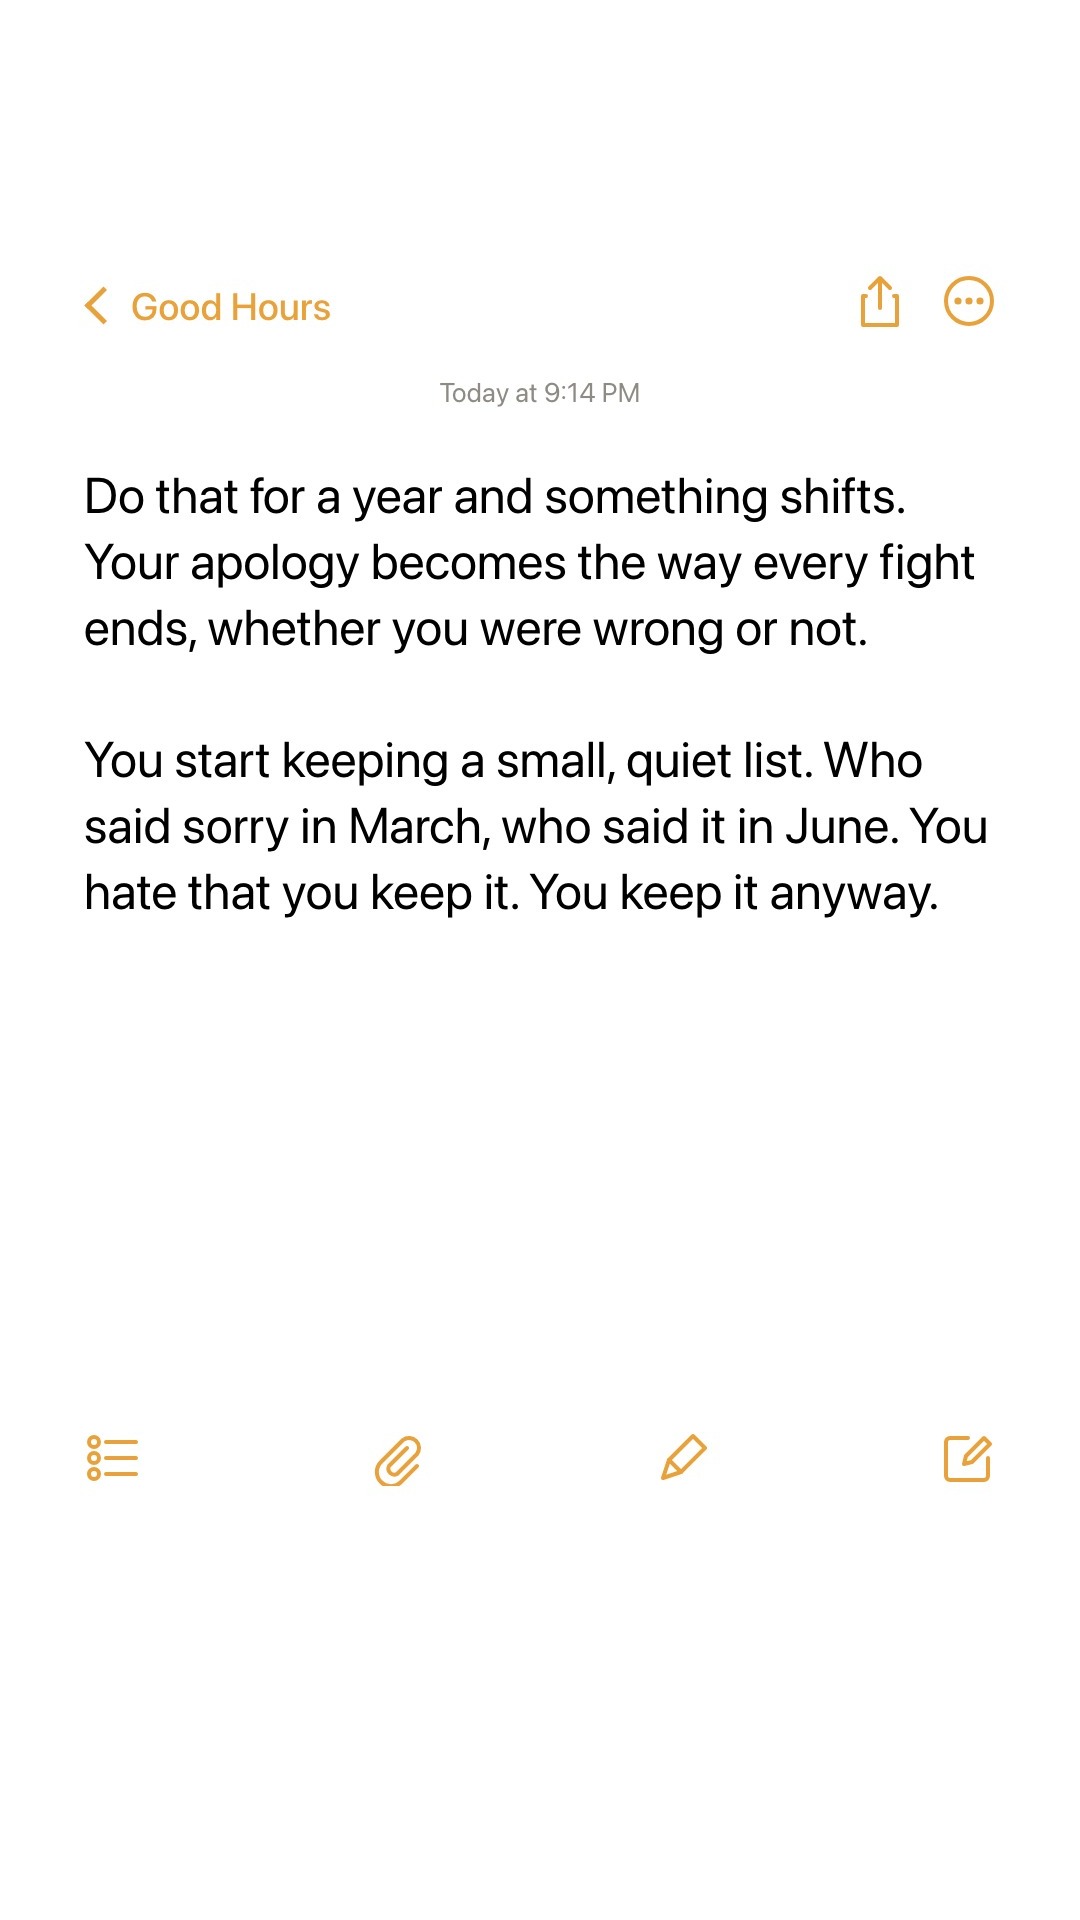 Good Hours
Today at 9:14 PM
Do that for a year and something shifts.
Your apology becomes the way every fight
ends, whether you were wrong or not.
You start keeping a small, quiet list. Who
said sorry in March, who said it in June. You
hate that you keep it. You keep it anyway.